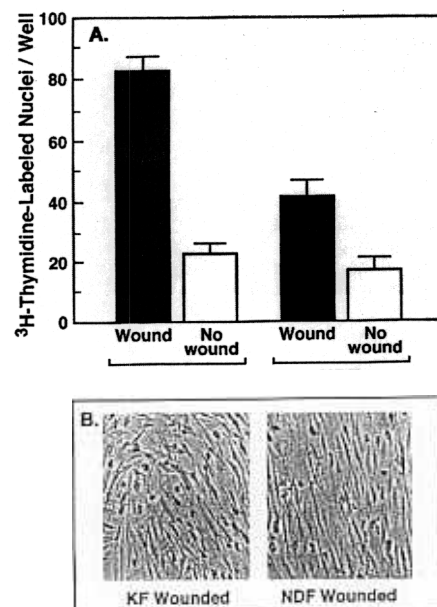 A.
³H-Thymidine-Labeled Nuclei / Well
100
80
60
40
20
0
Wound No wound Wound No wound
B.
KF Wounded NDF Wounded